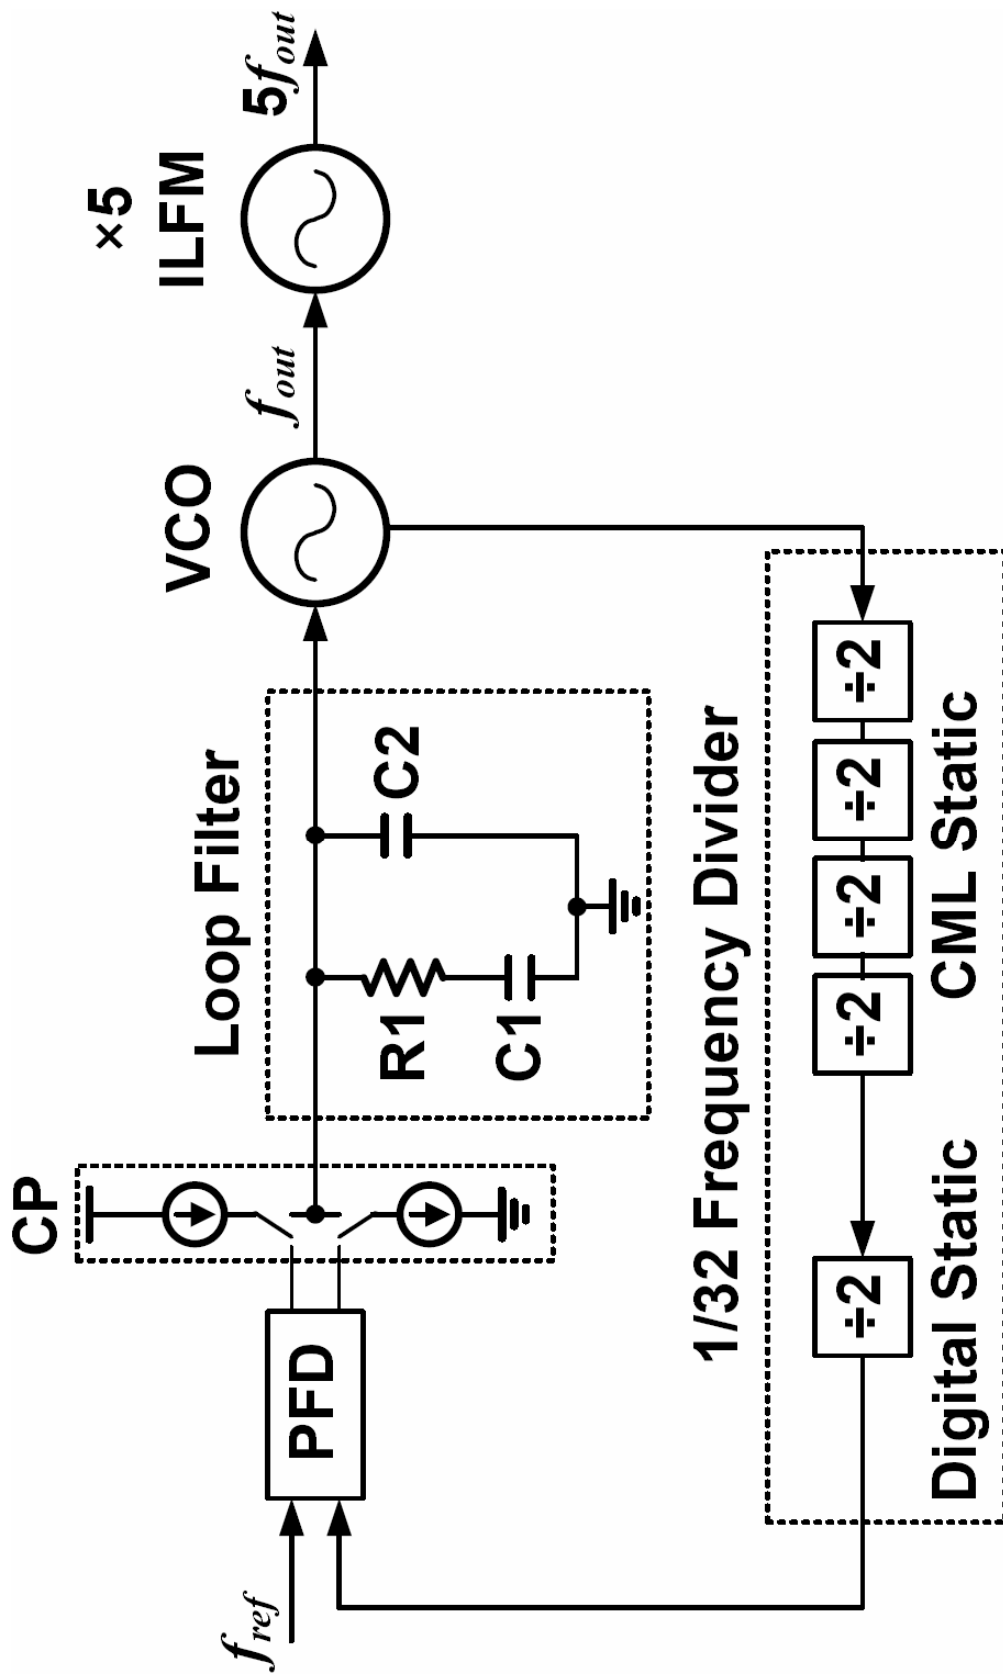 CP
Loop Filter
VCO
×5
ILFM
f_ref
PFD
R1
C1
C2
f_out
5f_out
1/32 Frequency Divider
÷2
÷2
÷2
÷2
÷2
Digital Static
CML Static